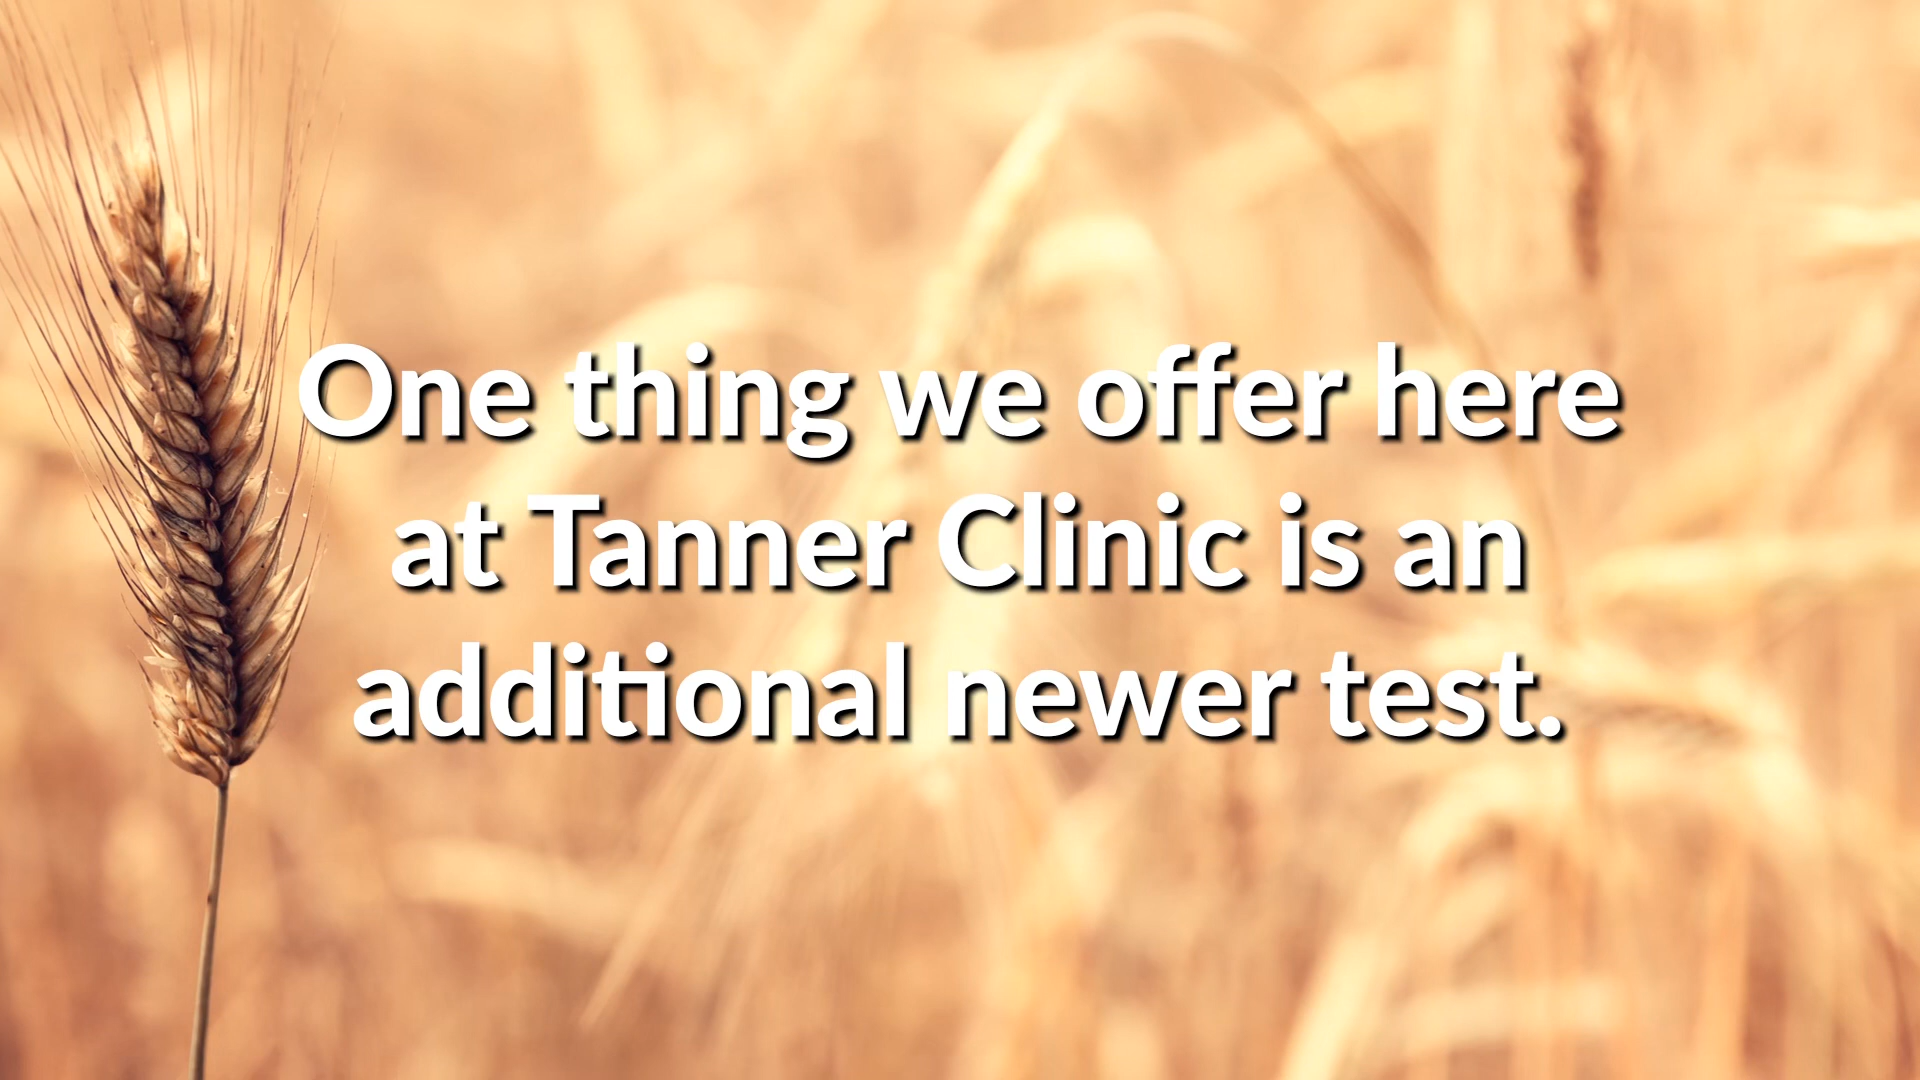 One thing we offer here
at Tanner Clinic is an
additional newer test.